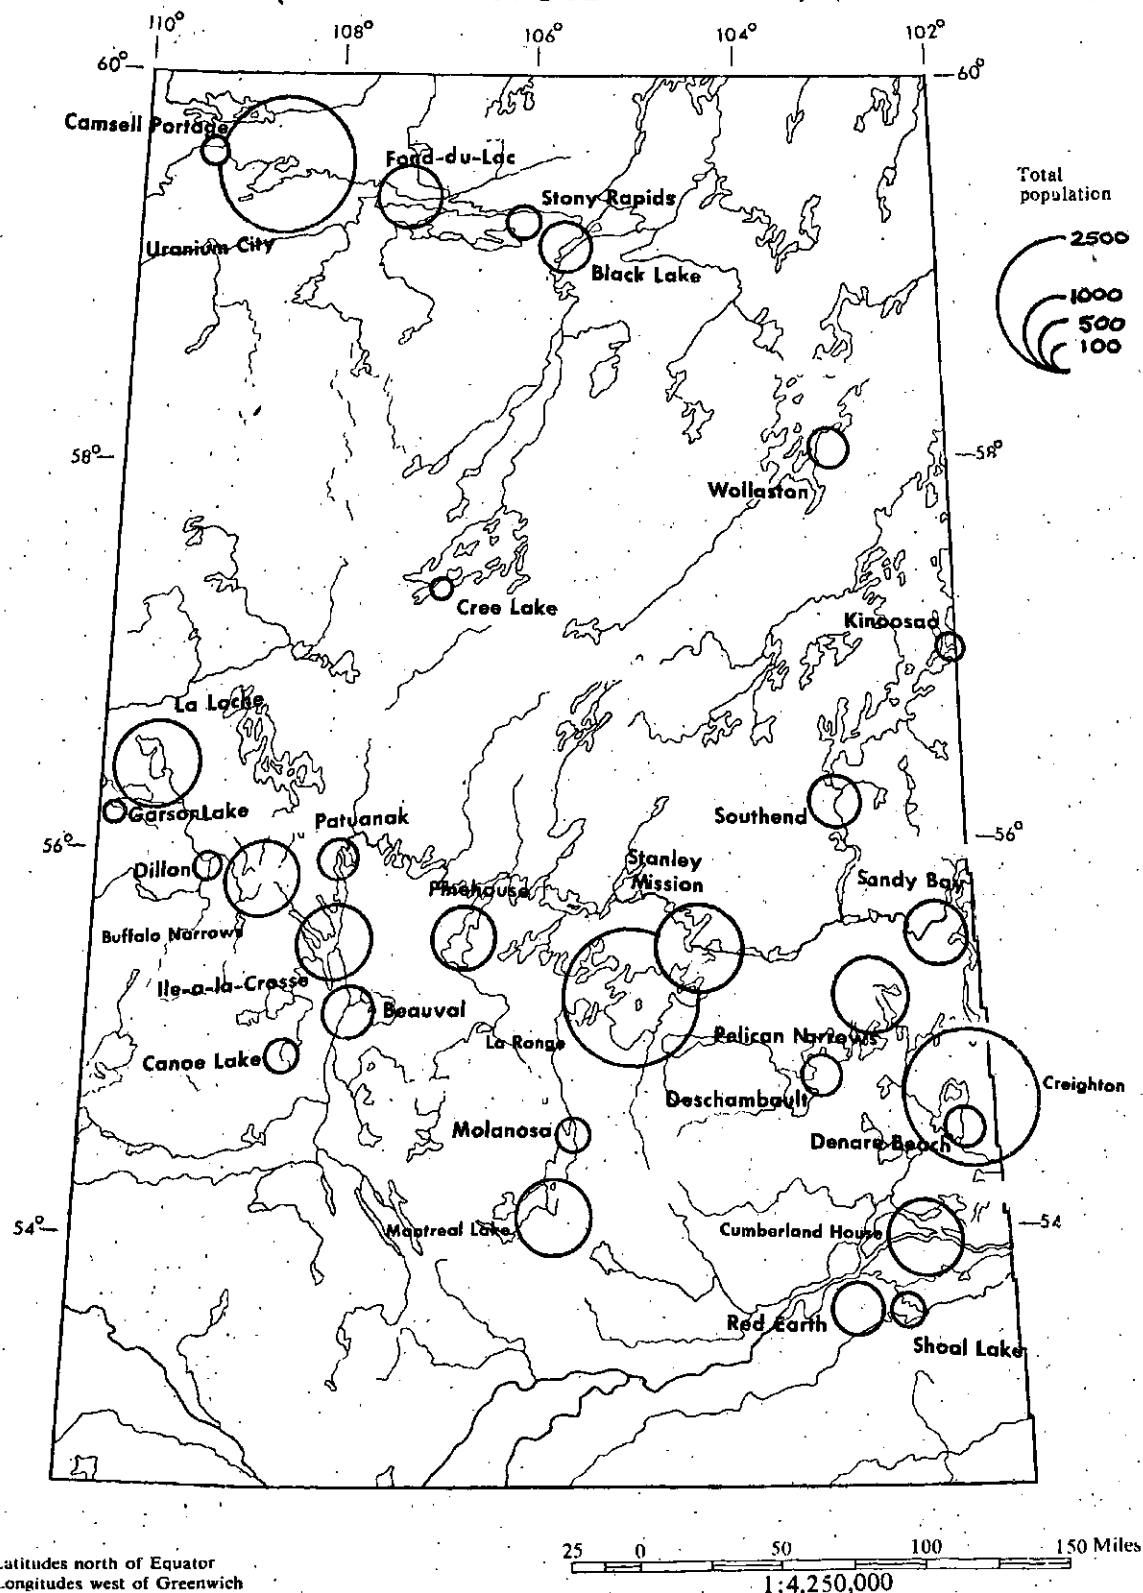 110°
108°
106°
104°
102°
60°
60°
Camsell Portage
Fond-du-Lac
Stony Rapids
Uranium City
Black Lake
Total
population
2500
1000
500
100
58°
58°
Wollaston
Cree Lake
Kinoosao
La Loche
Garson Lake
Patuanak
Southend
56°
56°
Dillon
Stanley
Mission
Sandy Bay
Pinehouse
Buffalo Narrows
Ile-a-la-Crosse
Beauval
La Ronge
Pelican Narrows
Canoe Lake
Creighton
Deschambault
Molanosa
Denare Beach
54°
54
Montreal Lake
Cumberland House
Red Earth
Shoal Lake
Latitudes north of Equator
Longitudes west of Greenwich
25 0 50 100 150 Miles
1:4,250,000